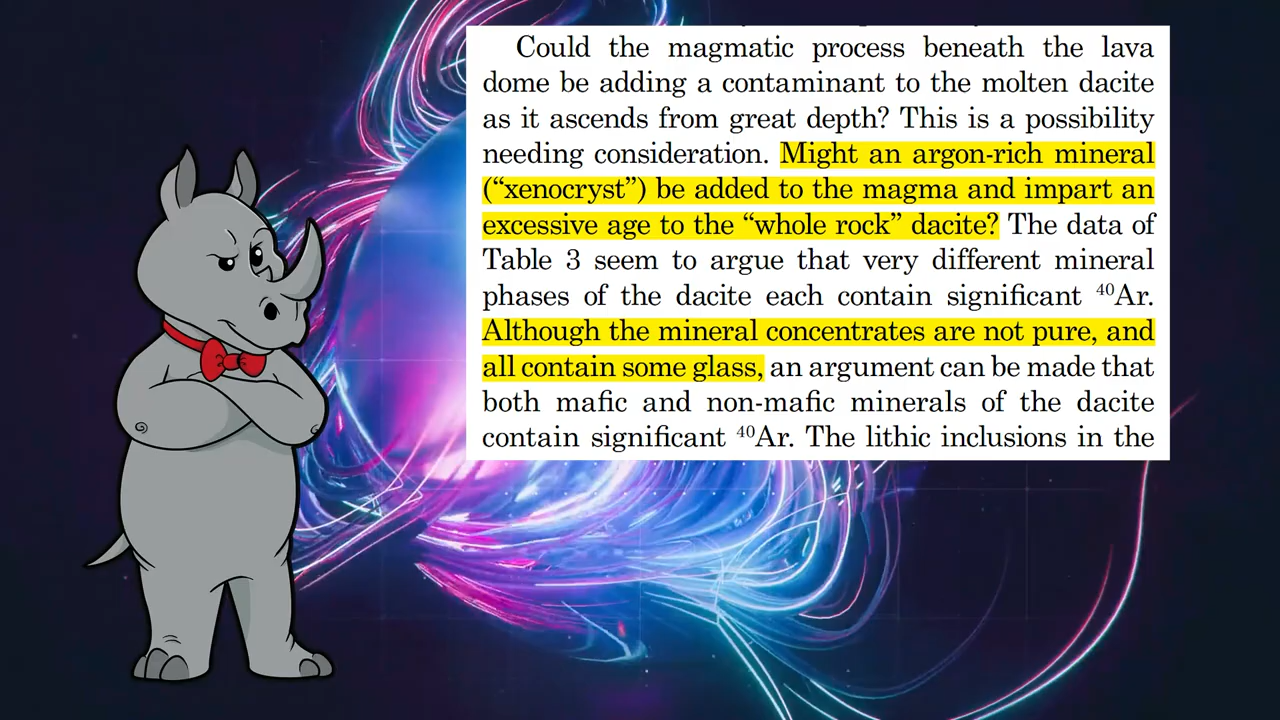 Could the magmatic process beneath the lava
dome be adding a contaminant to the molten dacite
as it ascends from great depth? This is a possibility
needing consideration. Might an argon-rich mineral
(“xenocryst”) be added to the magma and impart an
excessive age to the “whole rock” dacite? The data of
Table 3 seem to argue that very different mineral
phases of the dacite each contain significant ⁴⁰Ar.
Although the mineral concentrates are not pure, and
all contain some glass, an argument can be made that
both mafic and non-mafic minerals of the dacite
contain significant ⁴⁰Ar. The lithic inclusions in the